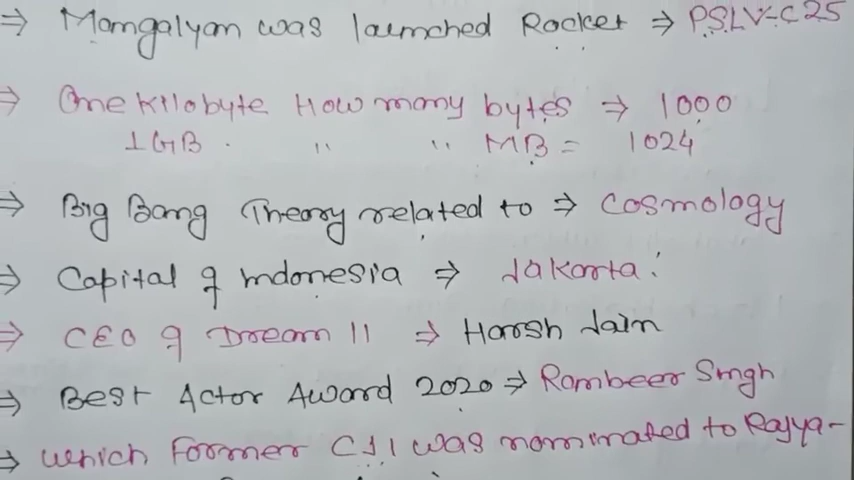 ⇒ Mangalyan was launched Rocket ⇒ PSLV-C25
⇒ One kilobyte How many bytes ⇒ 1000
1GB " " MB = 1024
⇒ Big Bang Theory related to ⇒ Cosmology
⇒ Capital of Indonesia ⇒ Jakarta
⇒ CEO of Dream 11 ⇒ Harsh Jain
⇒ Best Actor Award 2020 ⇒ Ranbeer Singh
⇒ which Former CJI was nominated to Rajya-